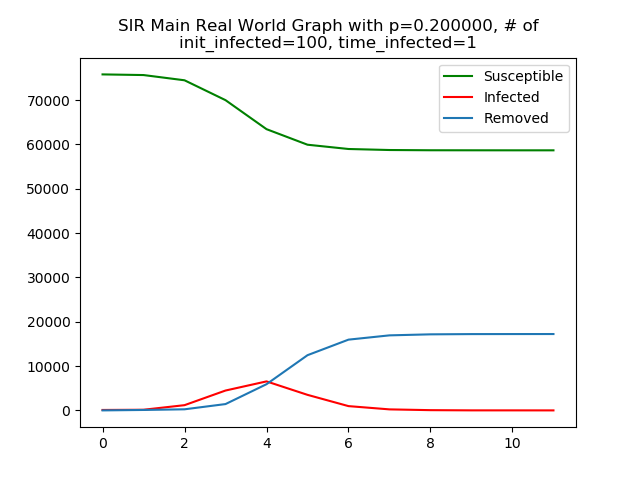 SIR Main Real World Graph with p=0.200000, # of
init_infected=100, time_infected=1
Susceptible
Infected
Removed
70000
60000
50000
40000
30000
20000
10000
0
0 2 4 6 8 10